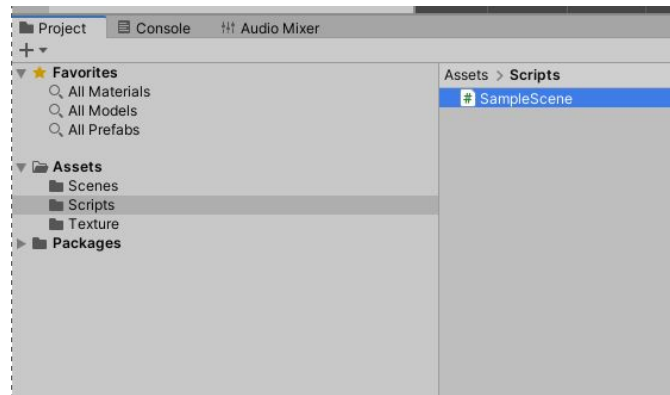 Project Console Audio Mixer
Favorites
All Materials
All Models
All Prefabs
Assets
Scenes
Scripts
Texture
Packages
Assets > Scripts
# SampleScene